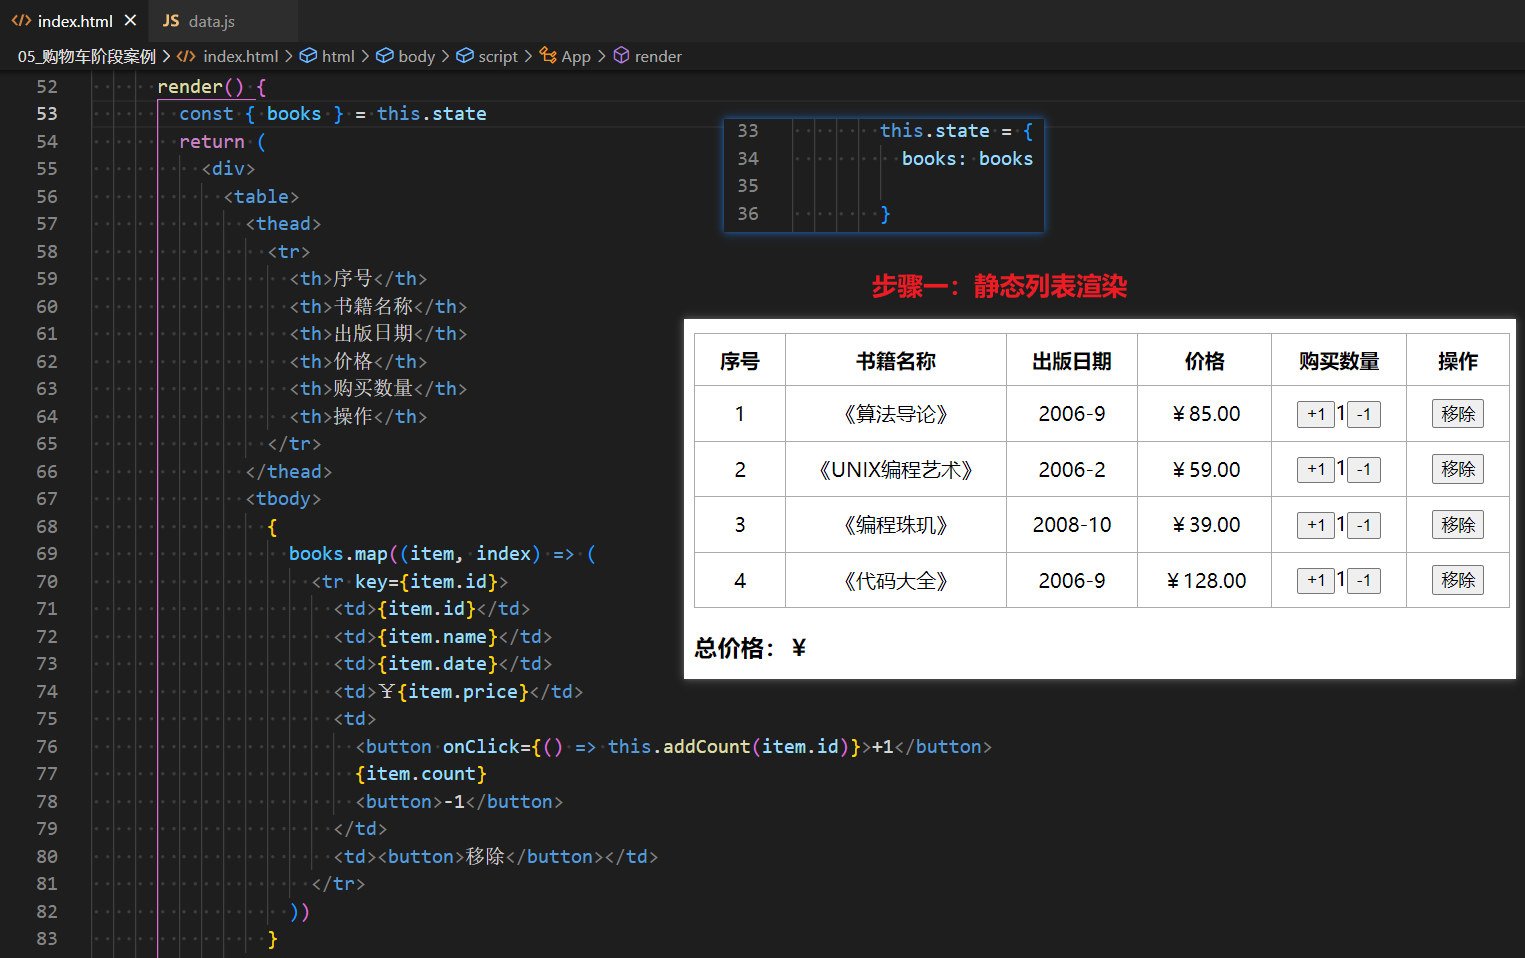 index.html
JS data.js
05_购物车阶段案例 > index.html > html > body > script > App > render
52 render() {
53 const { books } = this.state
54 return (
55 <div>
56 <table>
57 <thead>
58 <tr>
59 <th>序号</th>
60 <th>书籍名称</th>
61 <th>出版日期</th>
62 <th>价格</th>
63 <th>购买数量</th>
64 <th>操作</th>
65 </tr>
66 </thead>
67 <tbody>
68 {
69 books.map((item, index) => (
70 <tr key={item.id}>
71 <td>{item.id}</td>
72 <td>{item.name}</td>
73 <td>{item.date}</td>
74 <td>￥{item.price}</td>
75 <td>
76 <button onClick={() => this.addCount(item.id)}>+1</button>
77 {item.count}
78 <button>-1</button>
79 </td>
80 <td><button>移除</button></td>
81 </tr>
82 ))
83 }
33 this.state = {
34 books: books
35
36 }
步骤一：静态列表渲染
序号 书籍名称 出版日期 价格 购买数量 操作
1 《算法导论》 2006-9 ￥85.00 +1 1 -1 移除
2 《UNIX编程艺术》 2006-2 ￥59.00 +1 1 -1 移除
3 《编程珠玑》 2008-10 ￥39.00 +1 1 -1 移除
4 《代码大全》 2006-9 ￥128.00 +1 1 -1 移除
总价格：￥